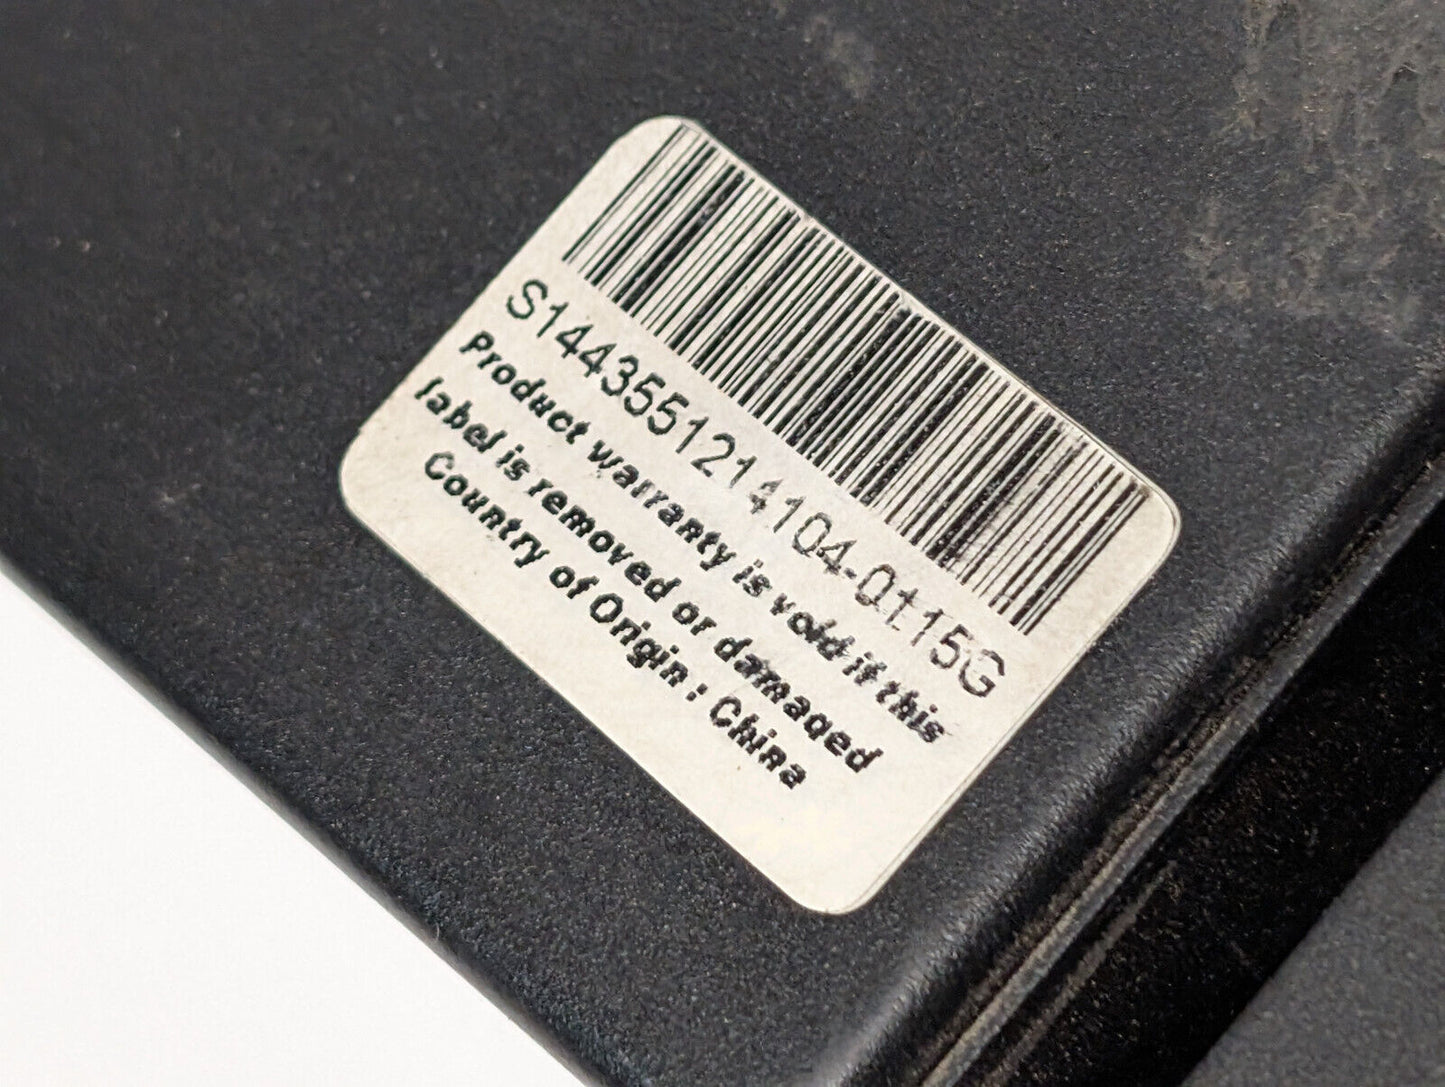 S1443551214104-0115G
Product warranty is void if this
label is removed or damaged
Country of Origin : China